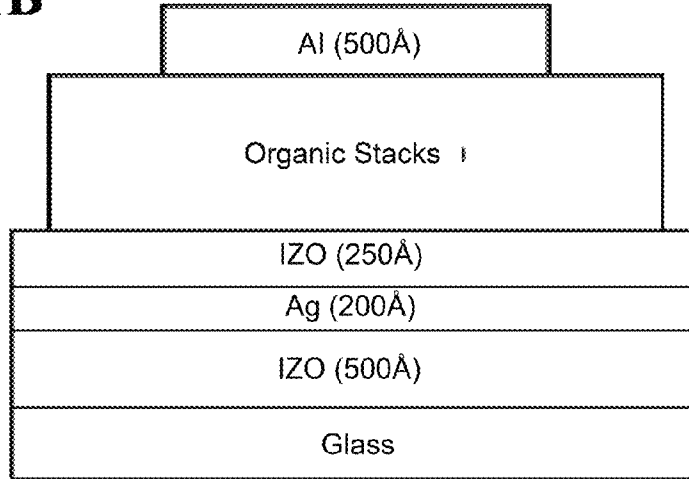 B
Al (500Å)
Organic Stacks
IZO (250Å)
Ag (200Å)
IZO (500Å)
Glass